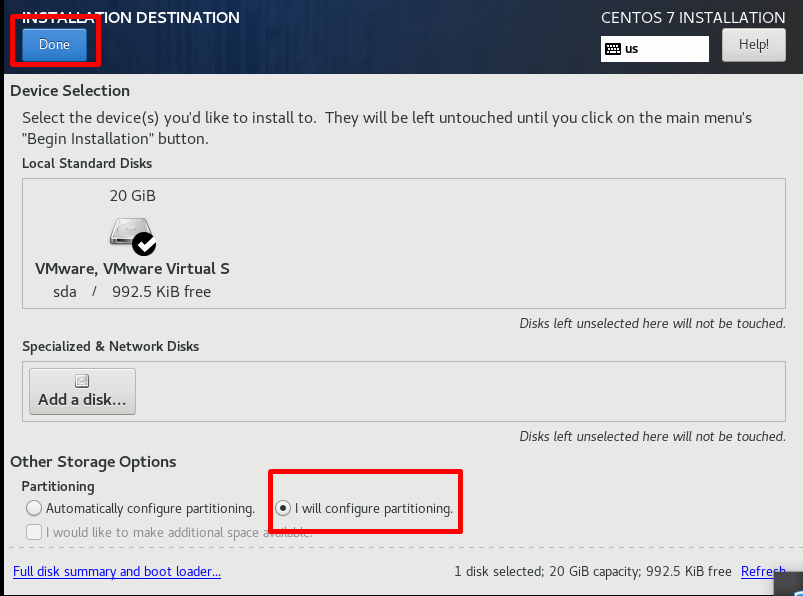 INSTALLATION DESTINATION
CENTOS 7 INSTALLATION
Done
us
Help!
Device Selection
Select the device(s) you'd like to install to. They will be left untouched until you click on the main menu's
"Begin Installation" button.
Local Standard Disks
20 GiB
VMware, VMware Virtual S
sda / 992.5 KiB free
Disks left unselected here will not be touched.
Specialized & Network Disks
Add a disk...
Disks left unselected here will not be touched.
Other Storage Options
Partitioning
Automatically configure partitioning.
I will configure partitioning.
I would like to make additional space available.
Full disk summary and boot loader...
1 disk selected; 20 GiB capacity; 992.5 KiB free
Refresh